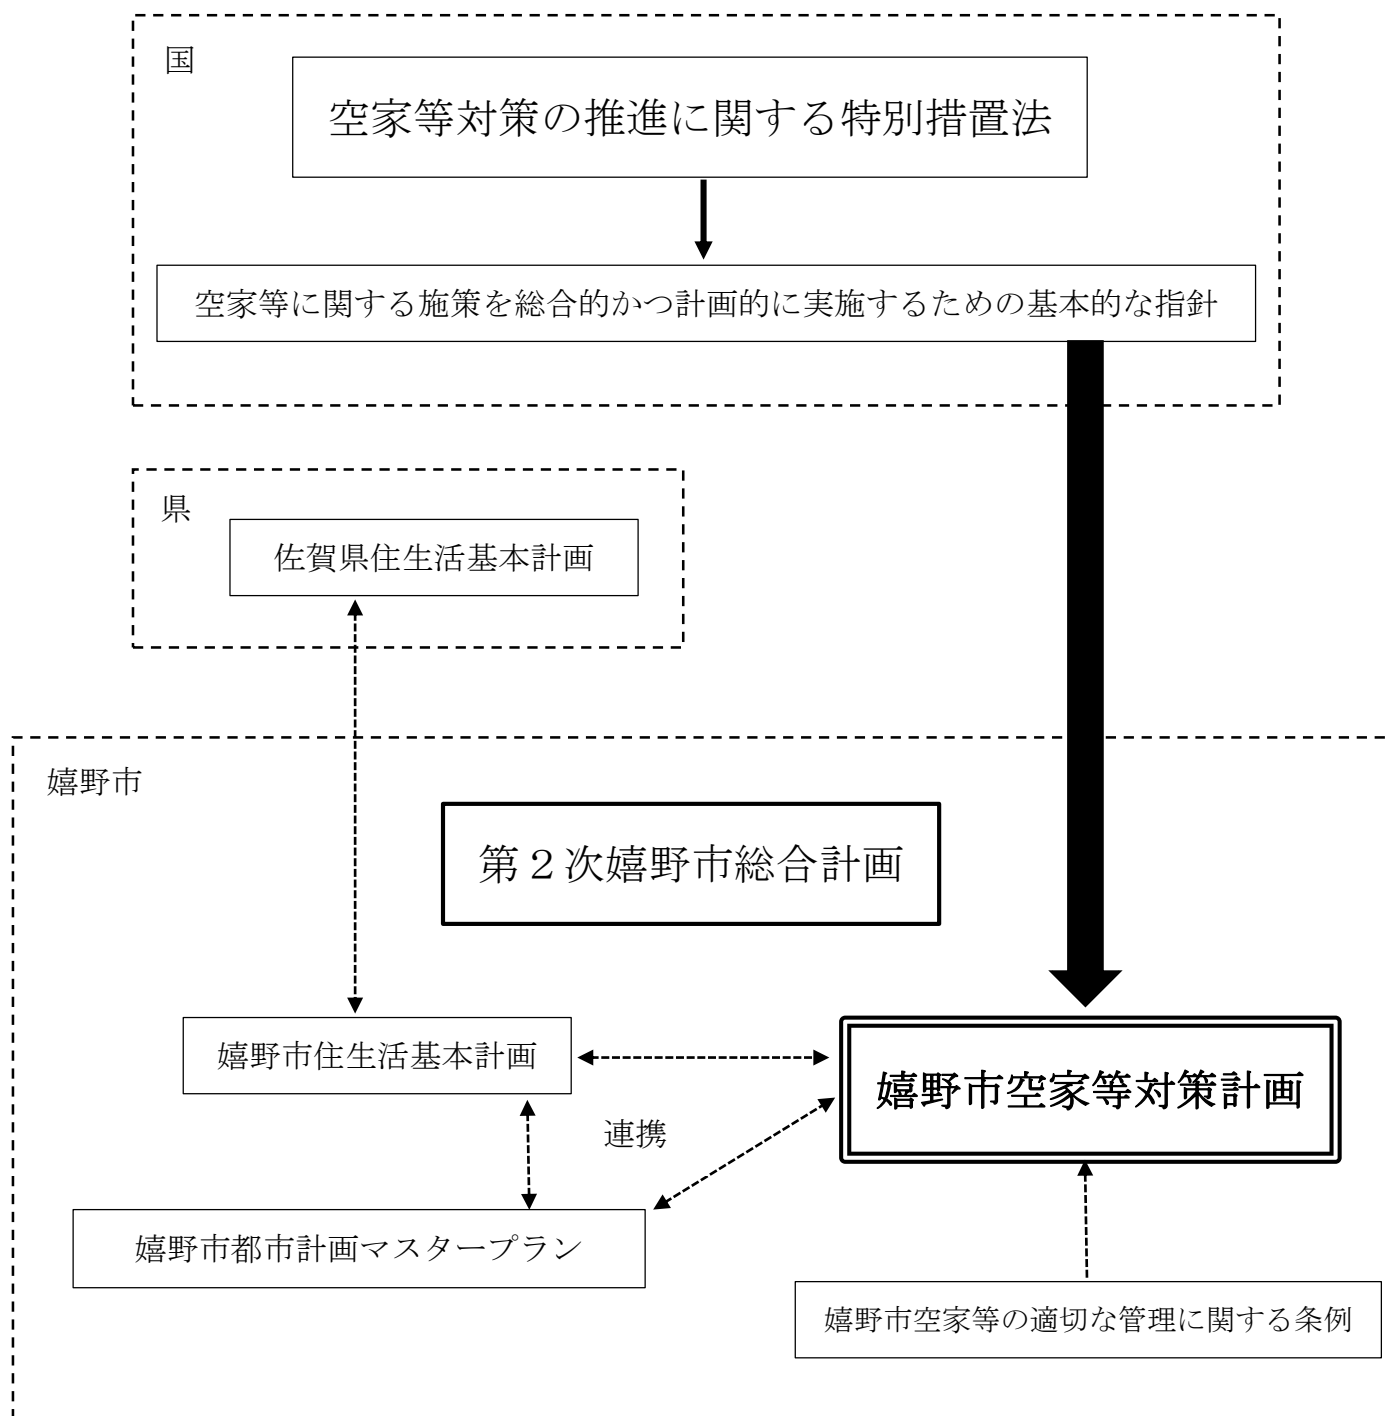 国
空家等対策の推進に関する特別措置法
空家等に関する施策を総合的かつ計画的に実施するための基本的な指針
県
佐賀県住生活基本計画
嬉野市
第２次嬉野市総合計画
嬉野市住生活基本計画
嬉野市空家等対策計画
連携
嬉野市都市計画マスタープラン
嬉野市空家等の適切な管理に関する条例